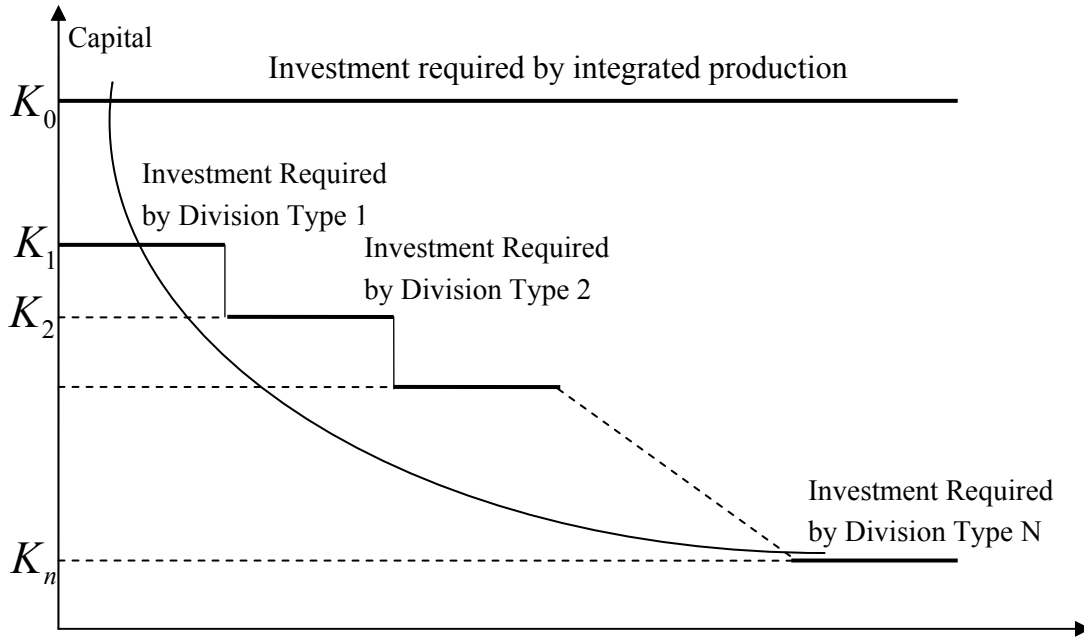 Capital
Investment required by integrated production
K₀
Investment Required
by Division Type 1
K₁
Investment Required
by Division Type 2
K₂
Investment Required
by Division Type N
Kₙ